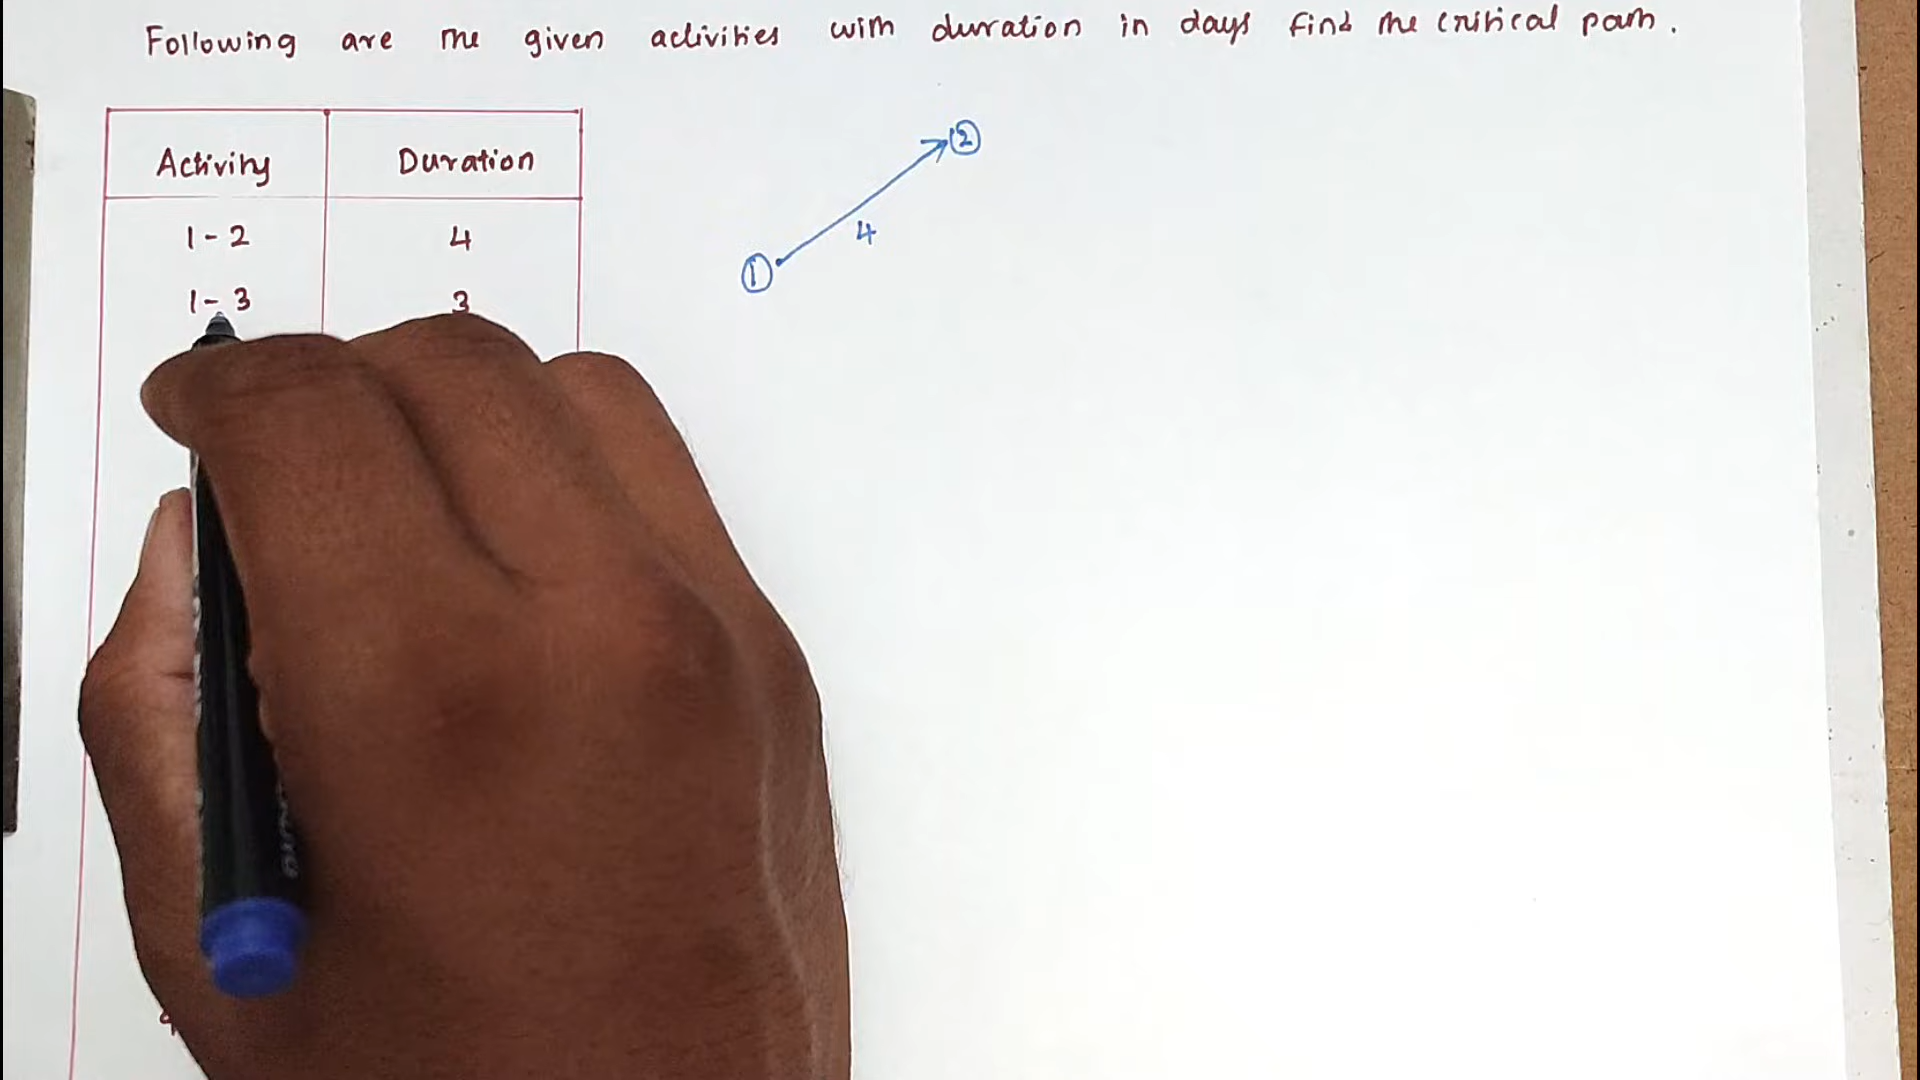 Following are the given activities with duration in days find the critical path.
Activity Duration
1-2 4
1-3 3
2
4
1